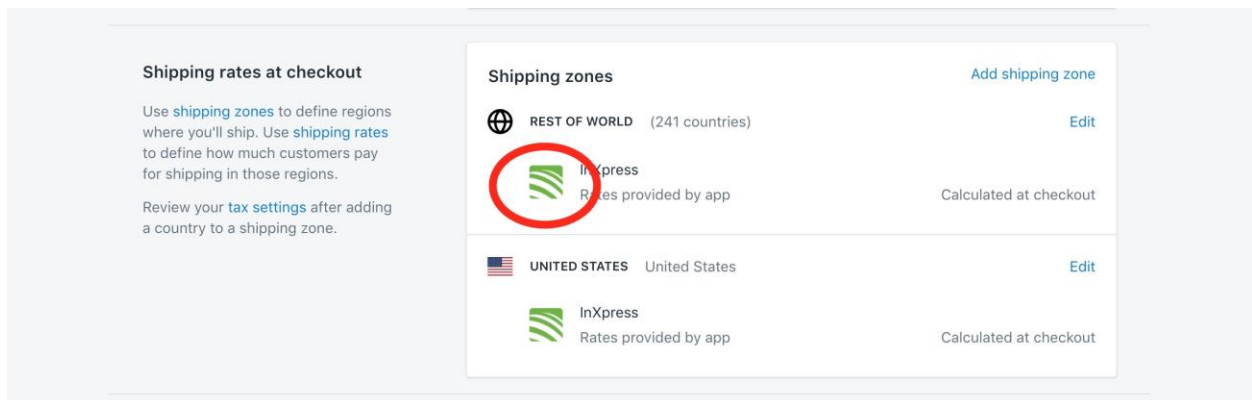 Shipping rates at checkout
Use shipping zones to define regions
where you'll ship. Use shipping rates
to define how much customers pay
for shipping in those regions.
Review your tax settings after adding
a country to a shipping zone.
Shipping zones
Add shipping zone
REST OF WORLD (241 countries)
Edit
InXpress
Rates provided by app
Calculated at checkout
UNITED STATES United States
Edit
InXpress
Rates provided by app
Calculated at checkout